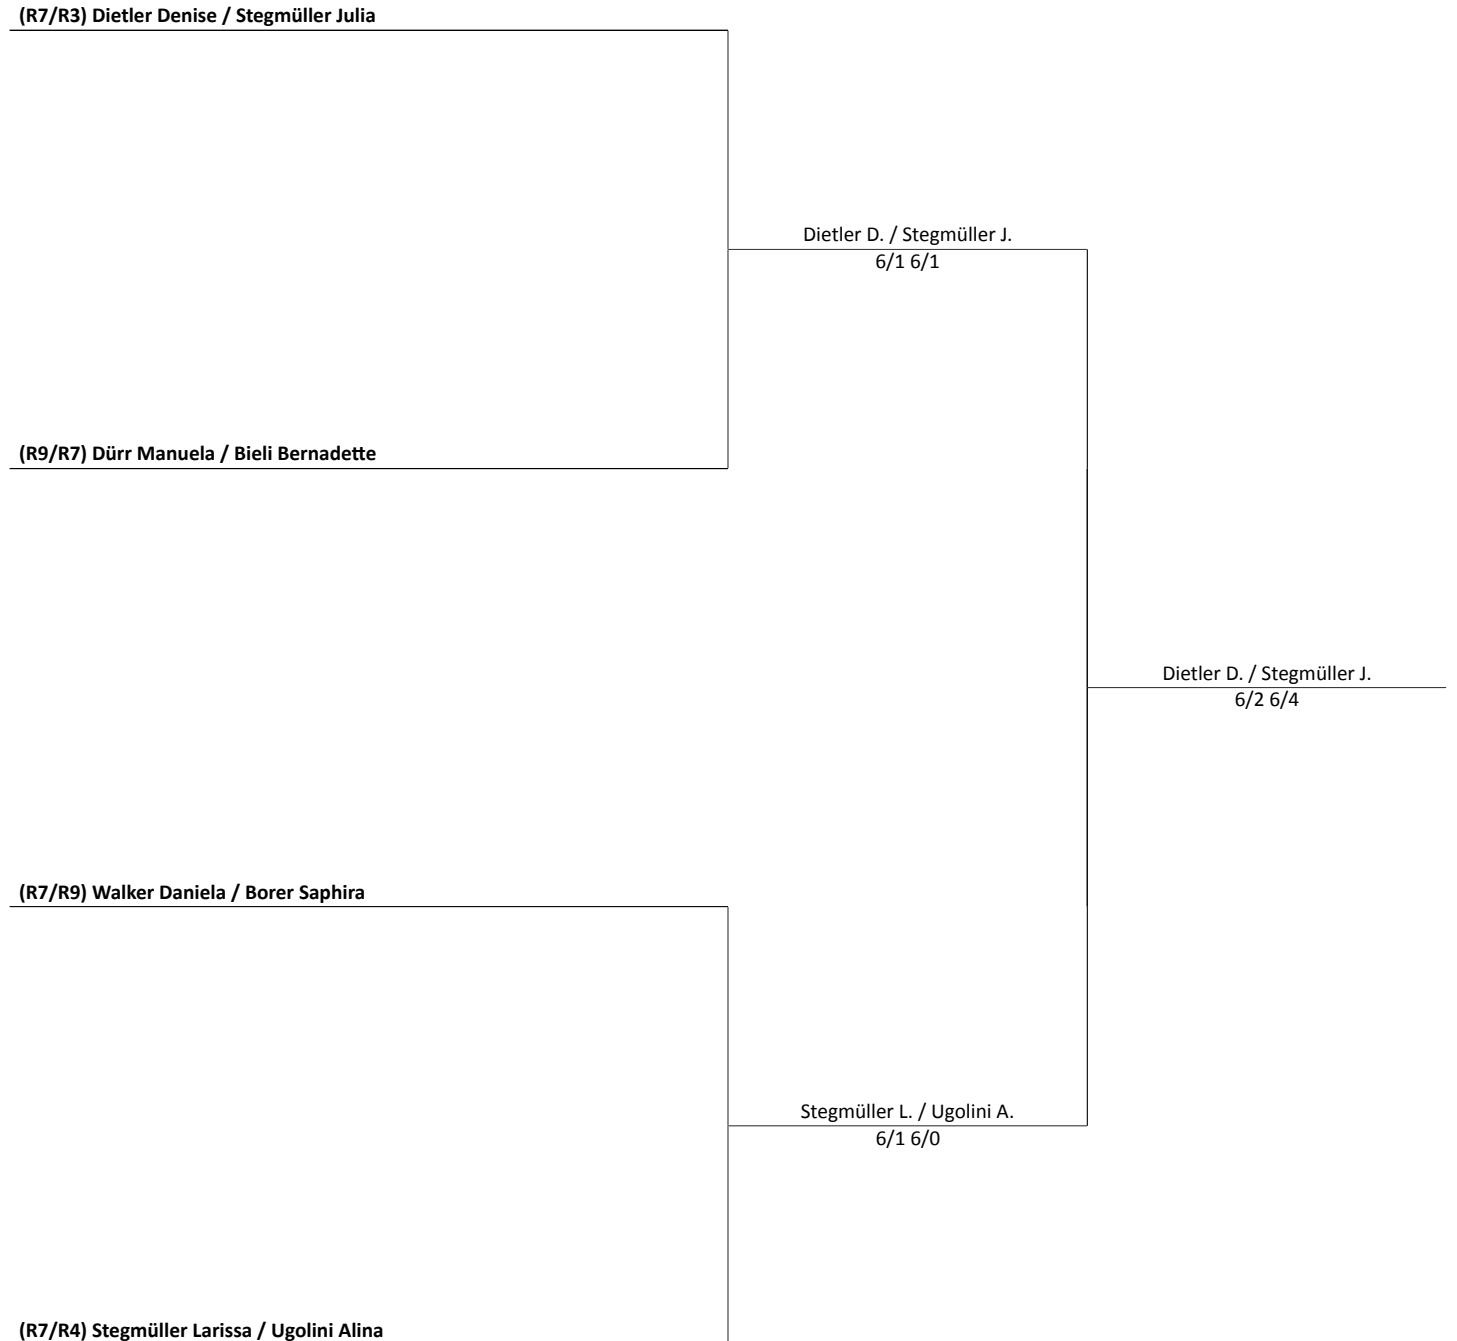 (R7/R3) Dietler Denise / Stegmüller Julia
Dietler D. / Stegmüller J.
6/1 6/1
(R9/R7) Dürr Manuela / Bieli Bernadette
Dietler D. / Stegmüller J.
6/2 6/4
(R7/R9) Walker Daniela / Borer Saphira
Stegmüller L. / Ugolini A.
6/1 6/0
(R7/R4) Stegmüller Larissa / Ugolini Alina